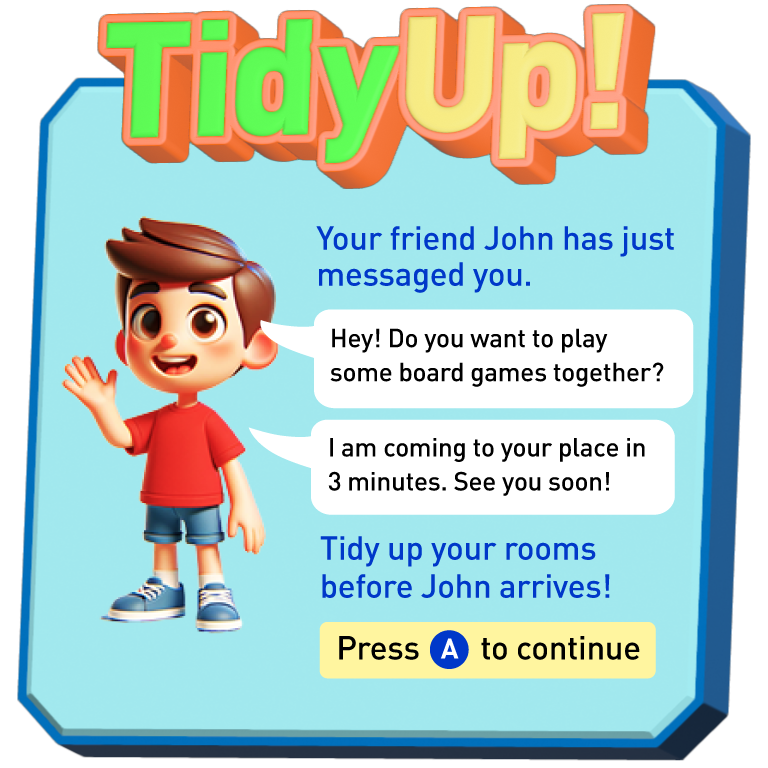 TidyUp!
Your friend John has just
messaged you.
Hey! Do you want to play
some board games together?
I am coming to your place in
3 minutes. See you soon!
Tidy up your rooms
before John arrives!
Press A to continue